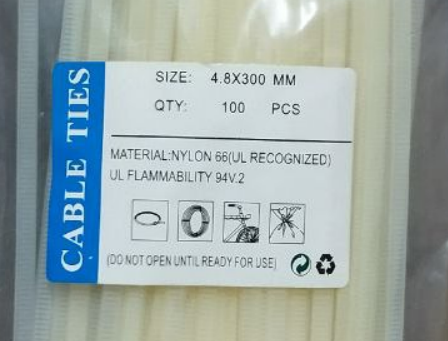 CABLE TIES
SIZE: 4.8X300 MM
QTY: 100 PCS
MATERIAL:NYLON 66(UL RECOGNIZED)
UL FLAMMABILITY 94V.2
(DO NOT OPEN UNTIL READY FOR USE)